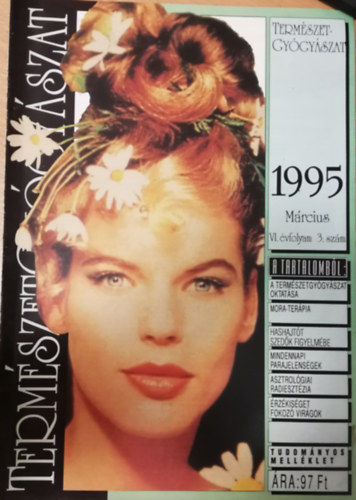 TERMÉSZETGYÓGYÁSZAT
TERMÉSZET-
GYÓGYÁSZAT
1995
Március
VI. évfolyam 3. szám
A TARTALOMBÓL:
A TERMÉSZETGYÓGYÁSZAT
OKTATÁSA
MORA-TERÁPIA
HASHAJTÓT
SZEDŐK FIGYELMÉBE
MINDENNAPI
PARAJELENSÉGEK
ASZTROLÓGIAI
RADIESZTÉZIA
ÉRZÉKISÉGET
FOKOZÓ VIRÁGOK
TUDOMÁNYOS
MELLÉKLET
ÁRA: 97 Ft